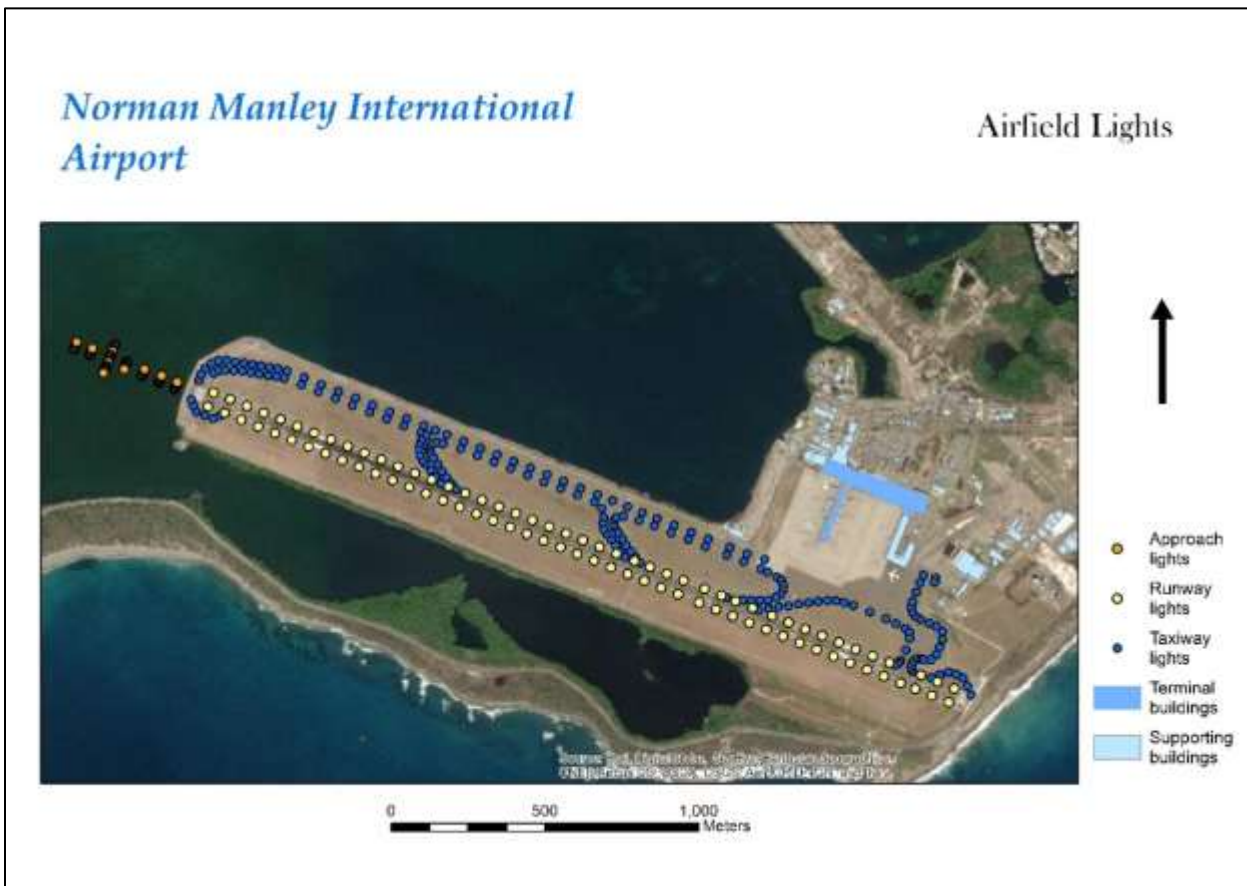 Norman Manley International
Airport
Airfield Lights
Approach
lights
Runway
lights
Taxiway
lights
Terminal
buildings
Supporting
buildings
0 500 1,000
Meters